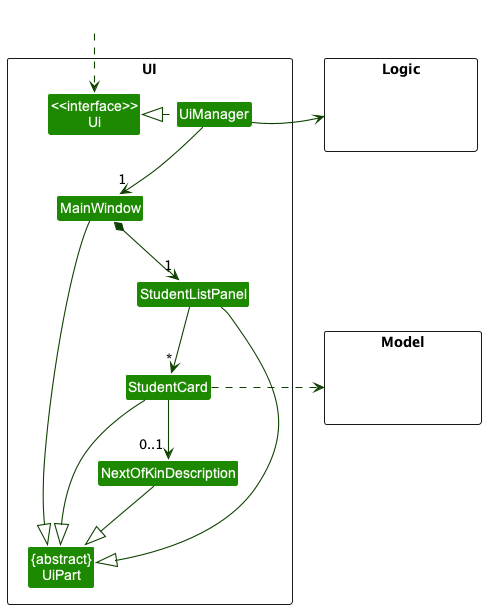 UI
Logic
<<interface>>
Ui
UiManager
1
MainWindow
1
StudentListPanel
Model
*
StudentCard
0..1
NextOfKinDescription
{abstract}
UiPart